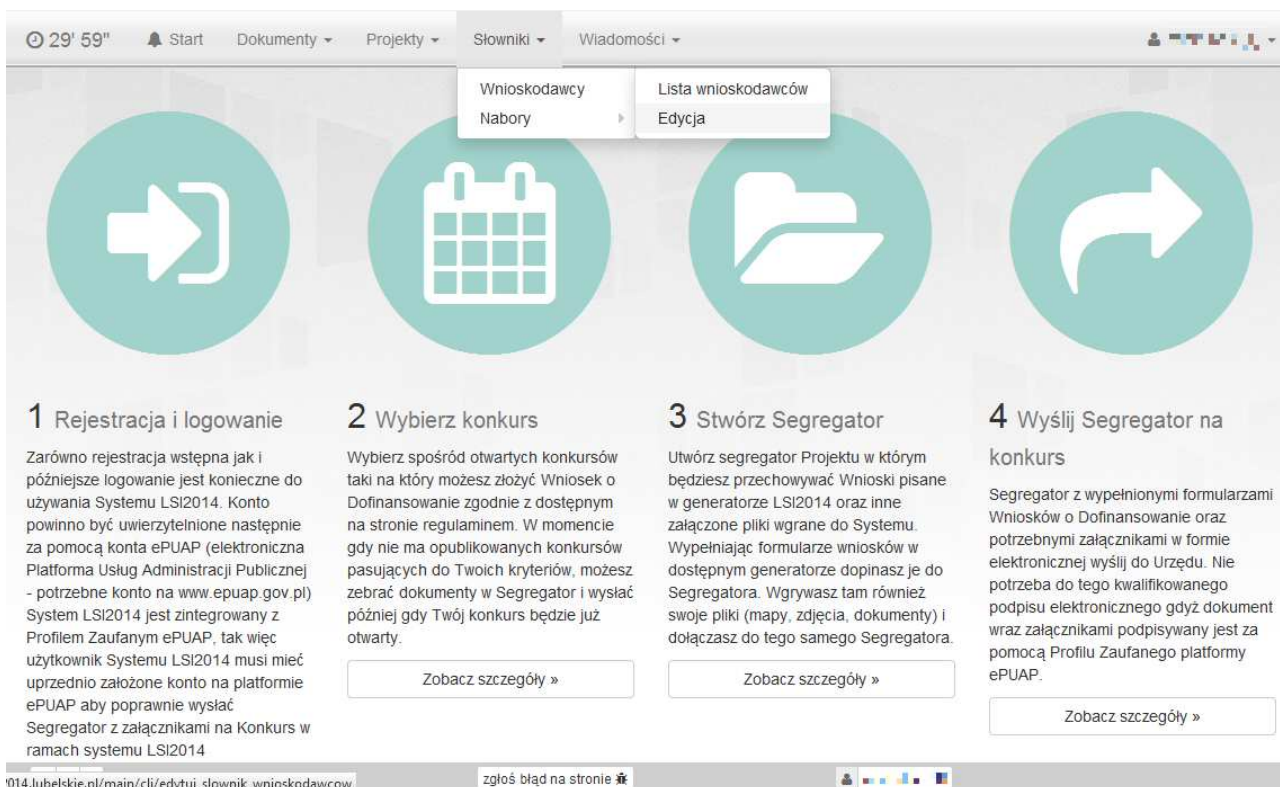 29' 59"
Start
Dokumenty
Projekty
Słowniki
Wiadomości
Wnioskodawcy
Nabory
Lista wnioskodawców
Edycja
1 Rejestracja i logowanie
Zarówno rejestracja wstępna jak i
późniejsze logowanie jest konieczne do
używania Systemu LSI2014. Konto
powinno być uwierzytelnione następnie
za pomocą konta ePUAP (elektroniczna
Platforma Usług Administracji Publicznej
- potrzebne konto na www.epuap.gov.pl)
System LSI2014 jest zintegrowany z
Profilem Zaufanym ePUAP, tak więc
użytkownik Systemu LSI2014 musi mieć
uprzednio założone konto na platformie
ePUAP aby poprawnie wysłać
Segregator z załącznikami na Konkurs w
ramach systemu LSI2014
2 Wybierz konkurs
Wybierz spośród otwartych konkursów
taki na który możesz złożyć Wniosek o
Dofinansowanie zgodnie z dostępnym
na stronie regulaminem. W momencie
gdy nie ma opublikowanych konkursów
pasujących do Twoich kryteriów, możesz
zebrać dokumenty w Segregator i wysłać
później gdy Twój konkurs będzie już
otwarty.
Zobacz szczegóły »
3 Stwórz Segregator
Utwórz segregator Projektu w którym
będziesz przechowywać Wnioski pisane
w generatorze LSI2014 oraz inne
załączone pliki wgrane do Systemu.
Wypełniając formularze wniosków w
dostępnym generatorze dopinasz je do
Segregatora. Wgrywasz tam również
swoje pliki (mapy, zdjęcia, dokumenty) i
dołączasz do tego samego Segregatora.
Zobacz szczegóły »
4 Wyślij Segregator na
konkurs
Segregator z wypełnionymi formularzami
Wniosków o Dofinansowanie oraz
potrzebnymi załącznikami w formie
elektronicznej wyślij do Urzędu. Nie
potrzeba do tego kwalifikowanego
podpisu elektronicznego gdyż dokument
wraz załącznikami podpisywany jest za
pomocą Profilu Zaufanego platformy
ePUAP.
Zobacz szczegóły »
2014.lubelskie.pl/main/cli/edytuj_slownik_wnioskodawcow
zgłoś błąd na stronie